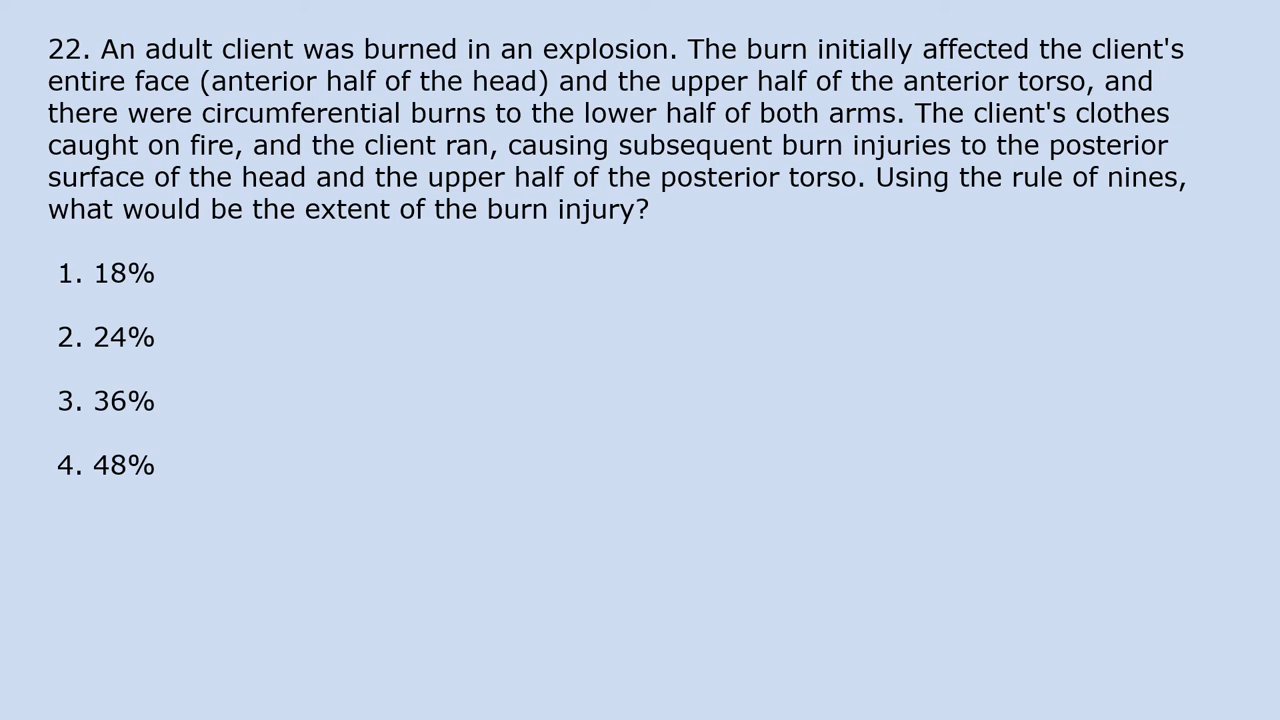 22. An adult client was burned in an explosion. The burn initially affected the client's
entire face (anterior half of the head) and the upper half of the anterior torso, and
there were circumferential burns to the lower half of both arms. The client's clothes
caught on fire, and the client ran, causing subsequent burn injuries to the posterior
surface of the head and the upper half of the posterior torso. Using the rule of nines,
what would be the extent of the burn injury?
1. 18%
2. 24%
3. 36%
4. 48%